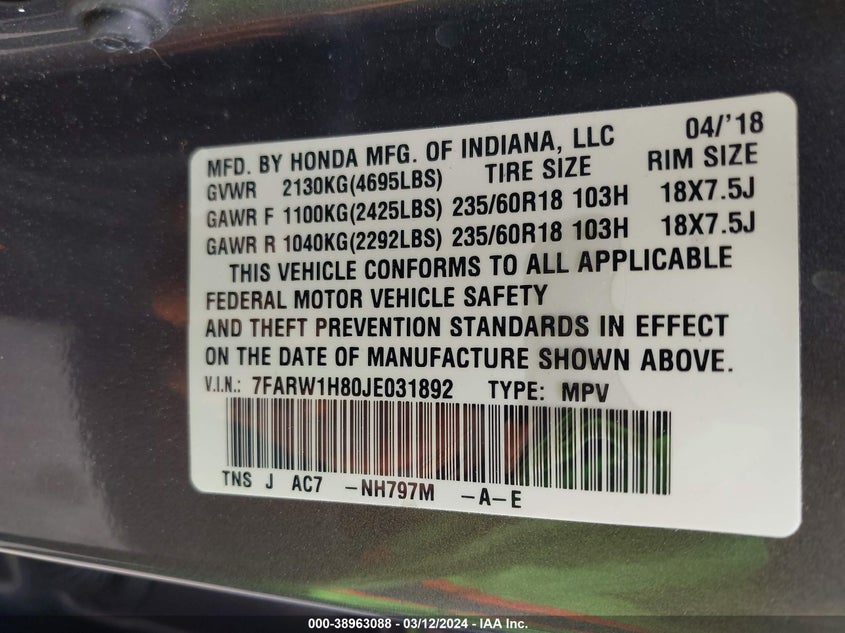 MFD. BY HONDA MFG. OF INDIANA, LLC 04/'18
GVWR 2130KG(4695LBS) TIRE SIZE RIM SIZE
GAWR F 1100KG(2425LBS) 235/60R18 103H 18X7.5J
GAWR R 1040KG(2292LBS) 235/60R18 103H 18X7.5J
THIS VEHICLE CONFORMS TO ALL APPLICABLE
FEDERAL MOTOR VEHICLE SAFETY
AND THEFT PREVENTION STANDARDS IN EFFECT
ON THE DATE OF MANUFACTURE SHOWN ABOVE.
V.I.N.: 7FARW1H80JE031892 TYPE: MPV
TNS J AC7 -NH797M -A-E
000-38963088 - 03/12/2024 - IAA Inc.